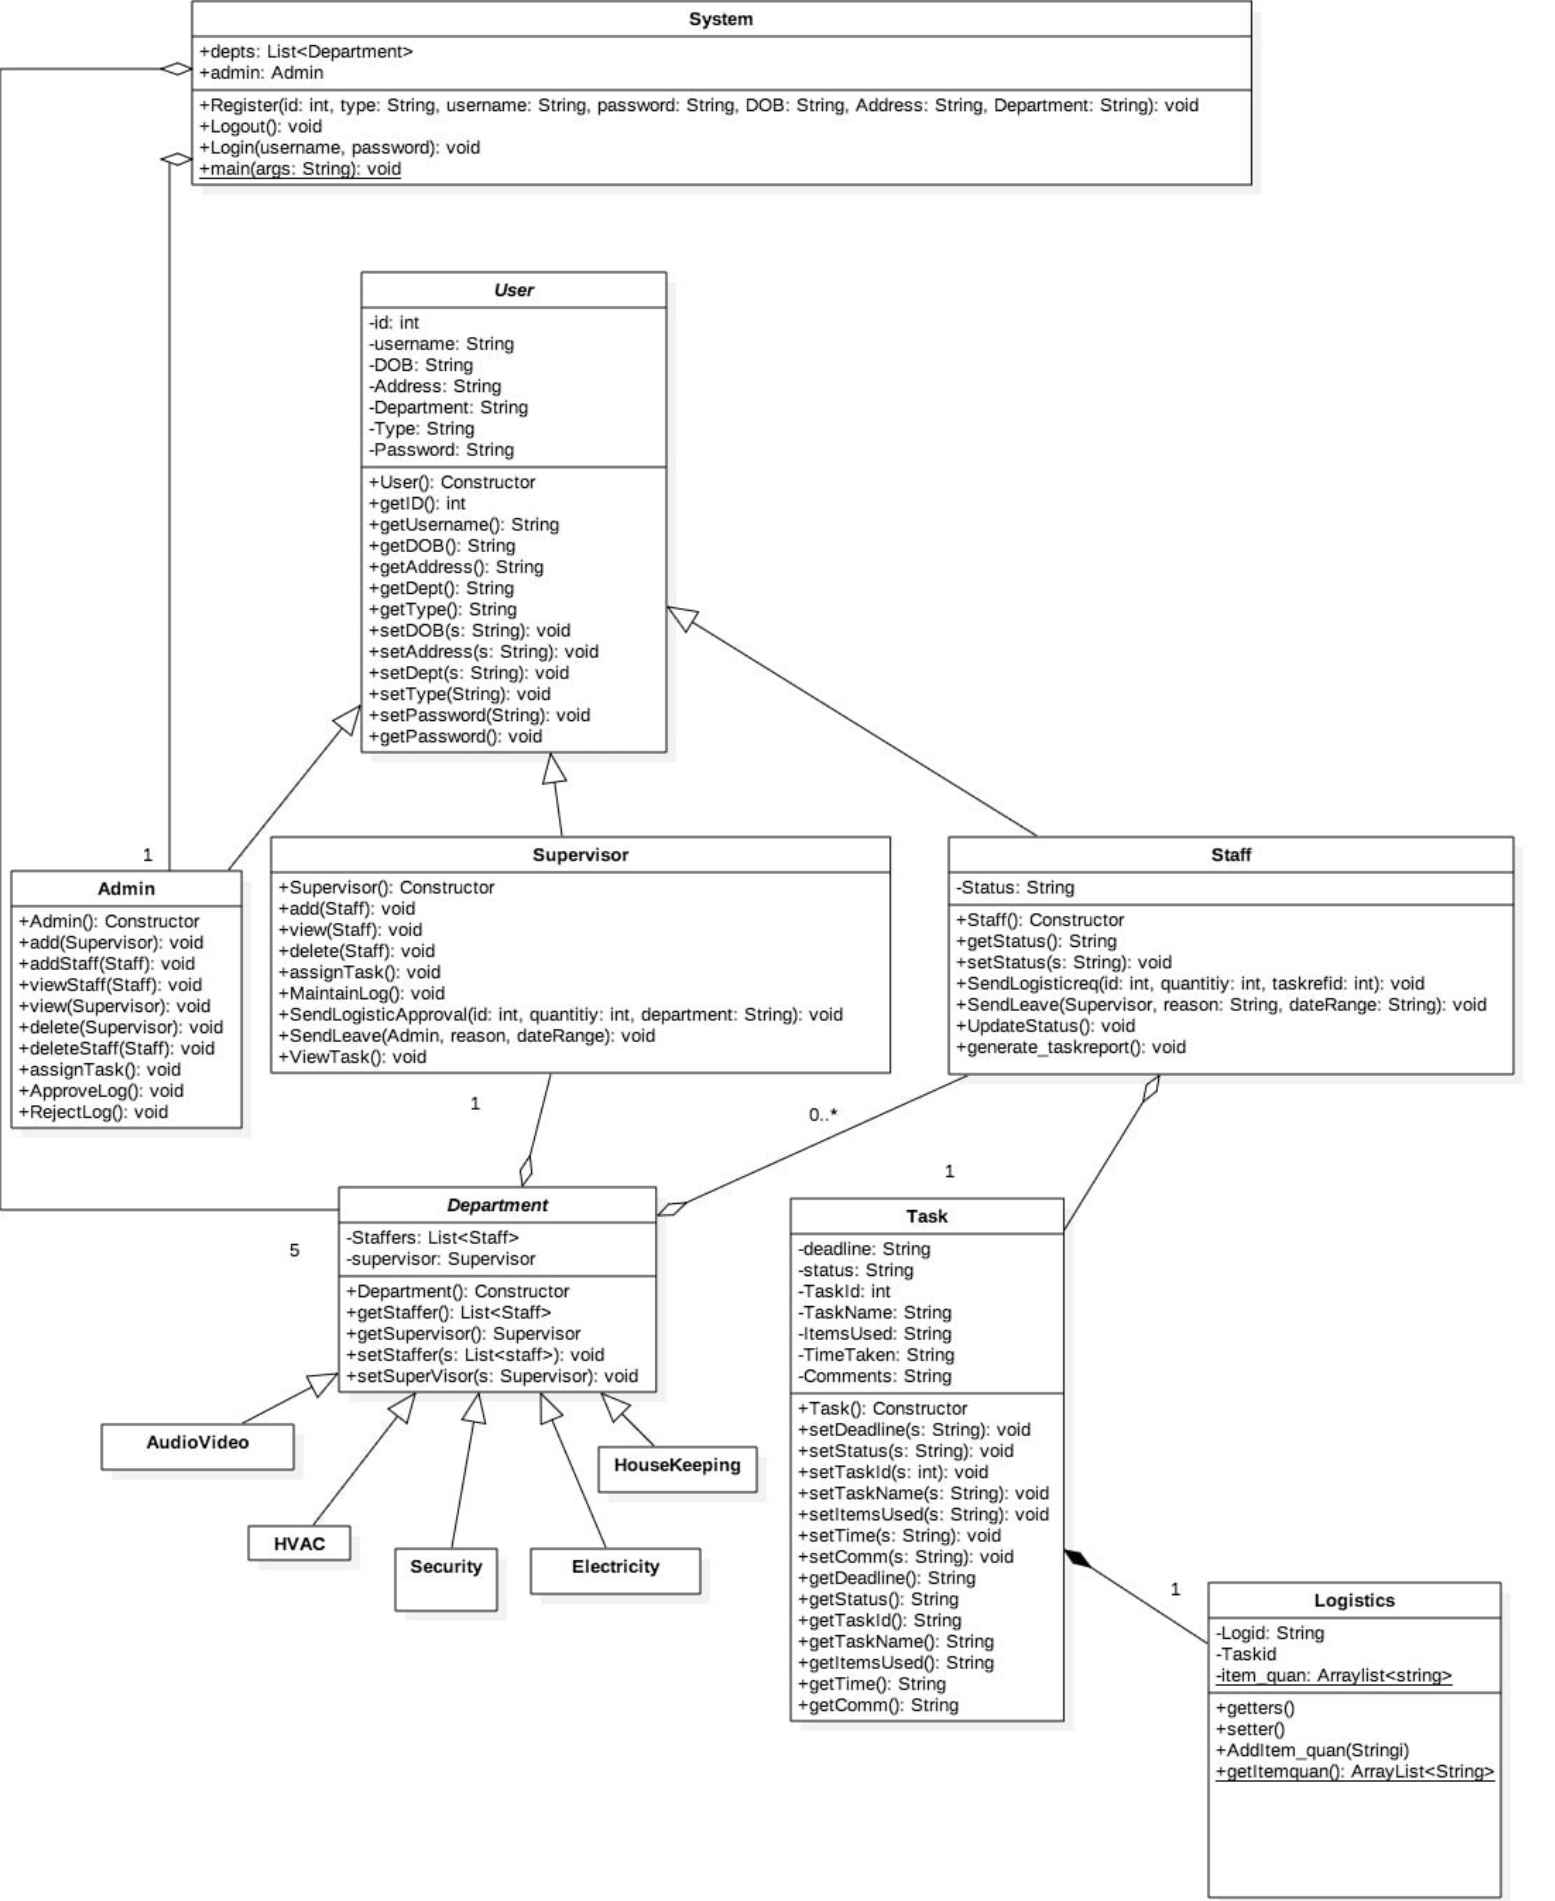 System
+depts: List<Department>
+admin: Admin
+Register(id: int, type: String, username: String, password: String, DOB: String, Address: String, Department: String): void
+Logout(): void
+Login(username, password): void
+main(args: String): void
User
-id: int
-username: String
-DOB: String
-Address: String
-Department: String
-Type: String
-Password: String
+User(): Constructor
+getID(): int
+getUsername(): String
+getDOB(): String
+getAddress(): String
+getDept(): String
+getType(): String
+setDOB(s: String): void
+setAddress(s: String): void
+setDept(s: String): void
+setType(String): void
+setPassword(String): void
+getPassword(): void
1
Admin
+Admin(): Constructor
+add(Supervisor): void
+addStaff(Staff): void
+viewStaff(Staff): void
+view(Supervisor): void
+delete(Supervisor): void
+deleteStaff(Staff): void
+assignTask(): void
+ApproveLog(): void
+RejectLog(): void
Supervisor
+Supervisor(): Constructor
+add(Staff): void
+view(Staff): void
+delete(Staff): void
+assignTask(): void
+MaintainLog(): void
+SendLogisticApproval(id: int, quantitiy: int, department: String): void
+SendLeave(Admin, reason, dateRange): void
+ViewTask(): void
Staff
-Status: String
+Staff(): Constructor
+getStatus(): String
+setStatus(s: String): void
+SendLogisticreq(id: int, quantitiy: int, taskrefid: int): void
+SendLeave(Supervisor, reason: String, dateRange: String): void
+UpdateStatus(): void
+generate_taskreport(): void
1
0..*
1
5
Department
-Staffers: List<Staff>
-supervisor: Supervisor
+Department(): Constructor
+getStaffer(): List<Staff>
+getSupervisor(): Supervisor
+setStaffer(s: List<staff>): void
+setSuperVisor(s: Supervisor): void
AudioVideo
HVAC
Security
Electricity
HouseKeeping
Task
-deadline: String
-status: String
-TaskId: int
-TaskName: String
-ItemsUsed: String
-TimeTaken: String
-Comments: String
+Task(): Constructor
+setDeadline(s: String): void
+setStatus(s: String): void
+setTaskId(s: int): void
+setTaskName(s: String): void
+setItemsUsed(s: String): void
+setTime(s: String): void
+setComm(s: String): void
+getDeadline(): String
+getStatus(): String
+getTaskId(): String
+getTaskName(): String
+getItemsUsed(): String
+getTime(): String
+getComm(): String
1
Logistics
-Logid: String
-Taskid
-item_quan: Arraylist<string>
+getters()
+setter()
+AddItem_quan(Stringi)
+getItemquan(): ArrayList<String>